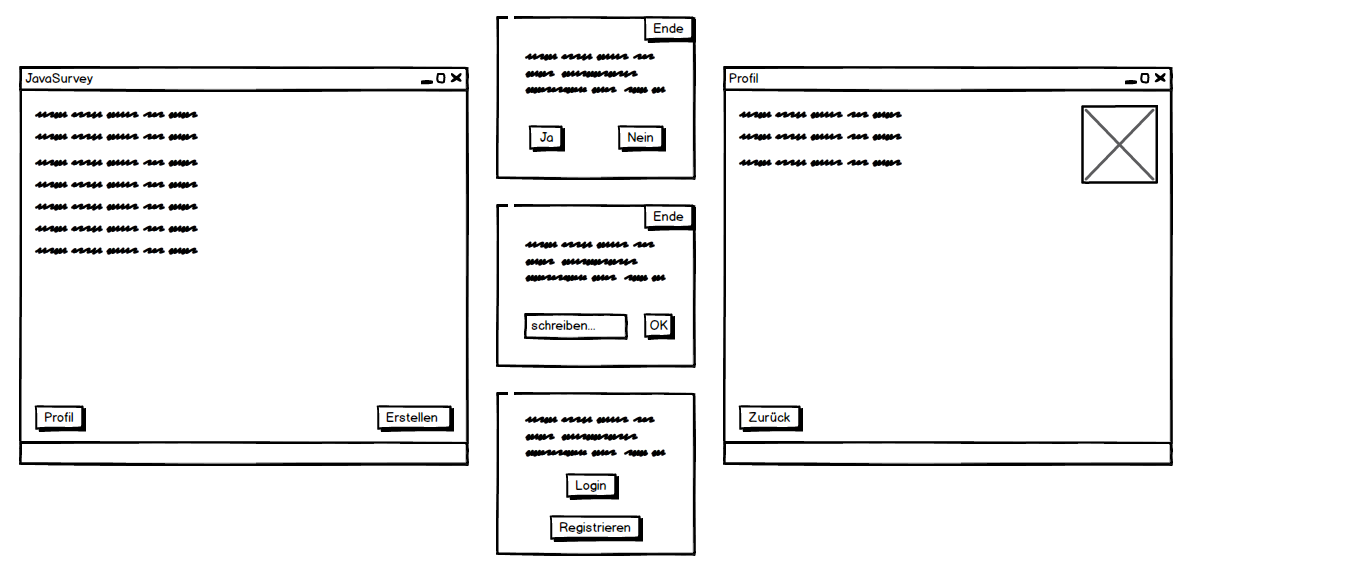 JavaSurvey
Profil
Erstellen
Ende
Ja
Nein
Ende
schreiben...
OK
Login
Registrieren
Profil
Zurück